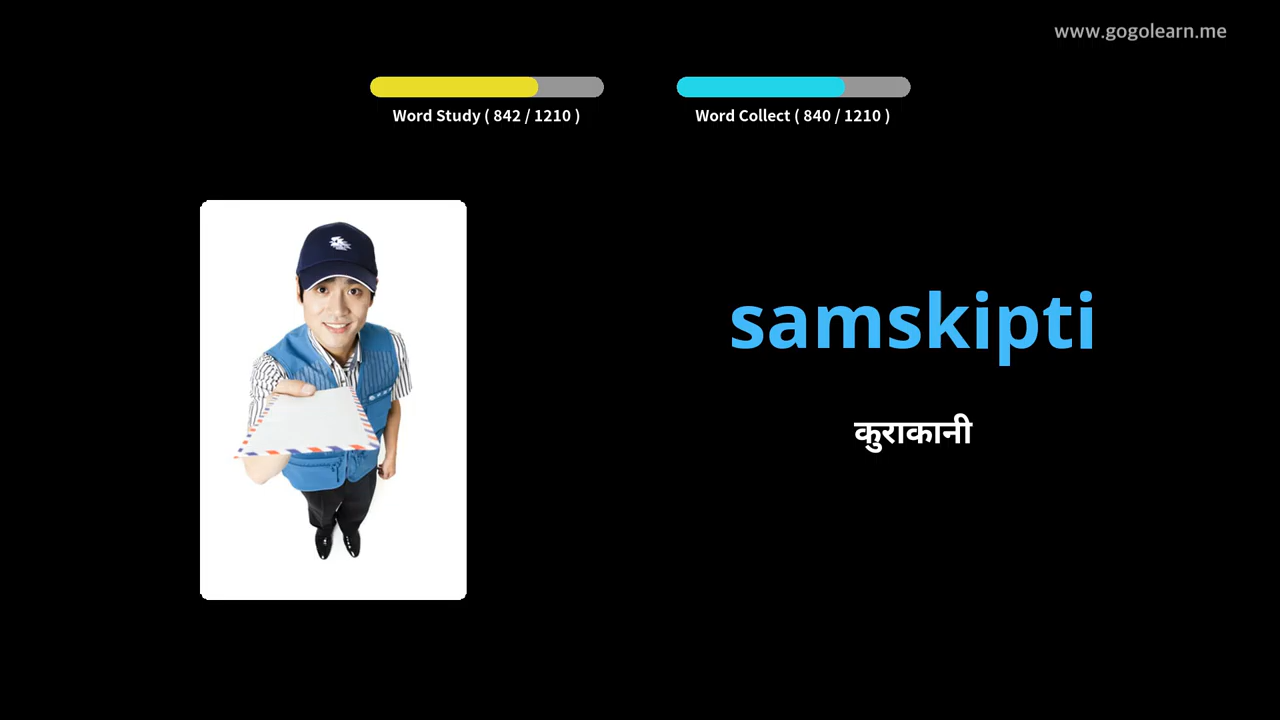 www.gogolearn.me
Word Study ( 842 / 1210 )
Word Collect ( 840 / 1210 )
samskipti
कुराकानी